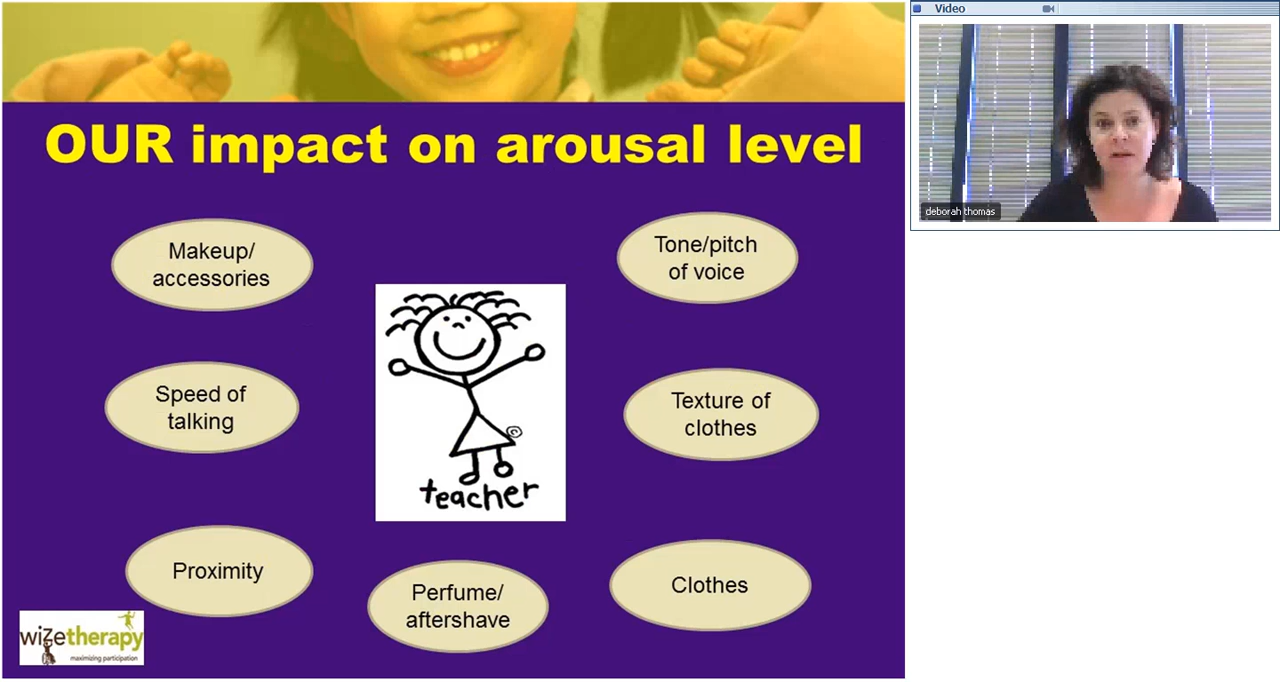 OUR impact on arousal level
Makeup/
accessories
Tone/pitch
of voice
Speed of
talking
Texture of
clothes
teacher
Proximity
Perfume/
aftershave
Clothes
wizetherapy
maximizing participation
Video
deborah thomas